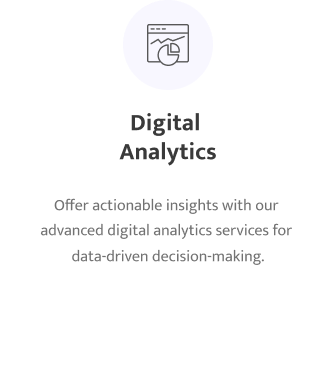 Digital
Analytics
Offer actionable insights with our
advanced digital analytics services for
data-driven decision-making.